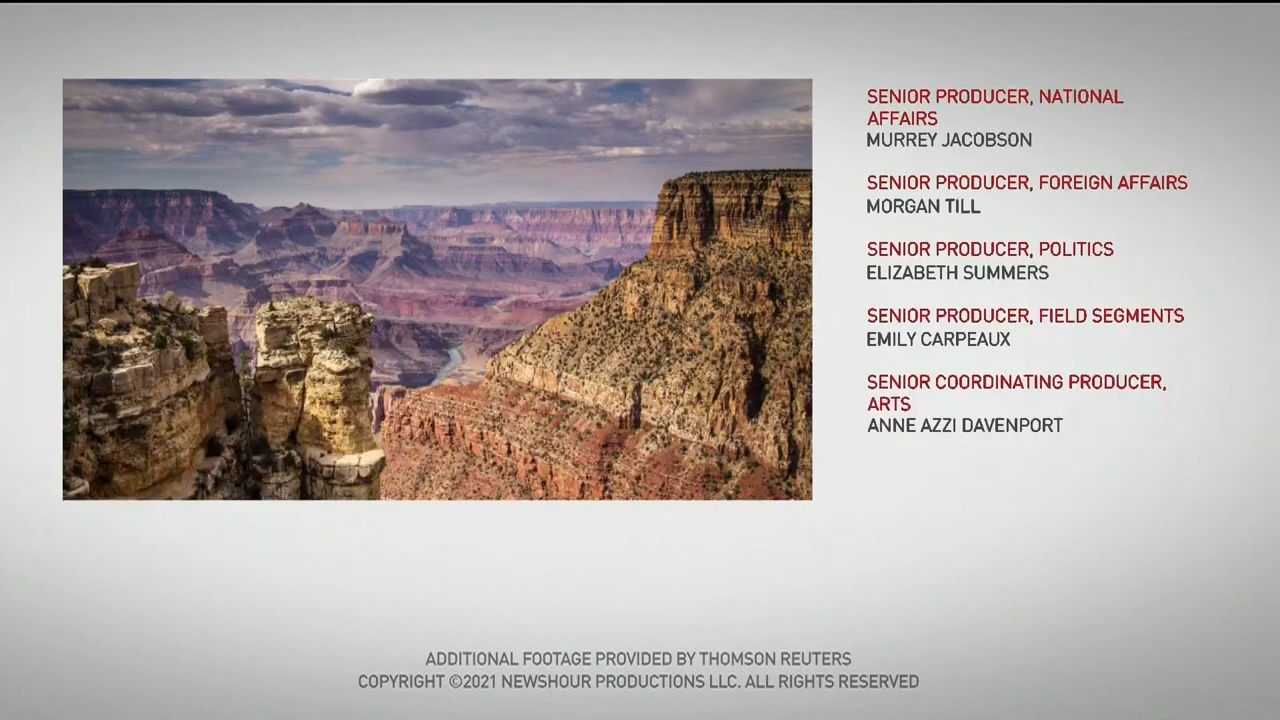 SENIOR PRODUCER, NATIONAL
AFFAIRS
MURREY JACOBSON
SENIOR PRODUCER, FOREIGN AFFAIRS
MORGAN TILL
SENIOR PRODUCER, POLITICS
ELIZABETH SUMMERS
SENIOR PRODUCER, FIELD SEGMENTS
EMILY CARPEAUX
SENIOR COORDINATING PRODUCER,
ARTS
ANNE AZZI DAVENPORT
ADDITIONAL FOOTAGE PROVIDED BY THOMSON REUTERS
COPYRIGHT ©2021 NEWSHOUR PRODUCTIONS LLC. ALL RIGHTS RESERVED